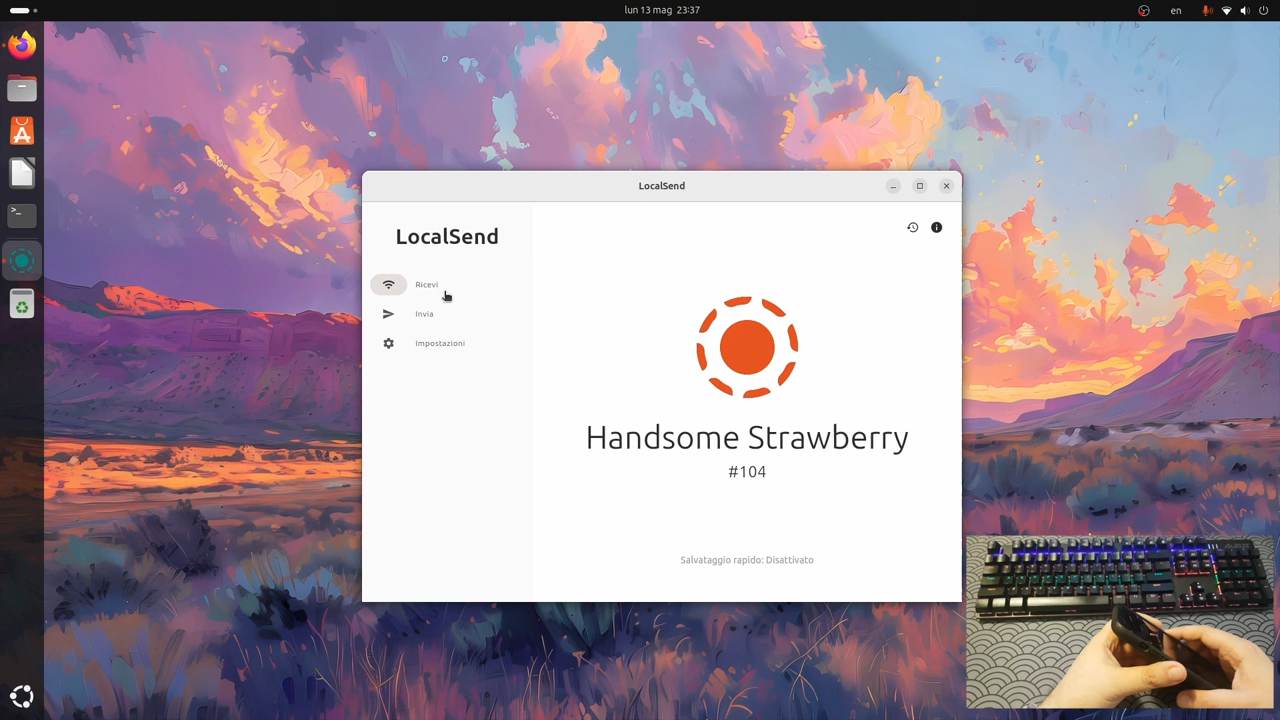 lun 13 mag 23:37
en
LocalSend
LocalSend
Ricevi
Invia
Impostazioni
Handsome Strawberry
#104
Salvataggio rapido: Disattivato